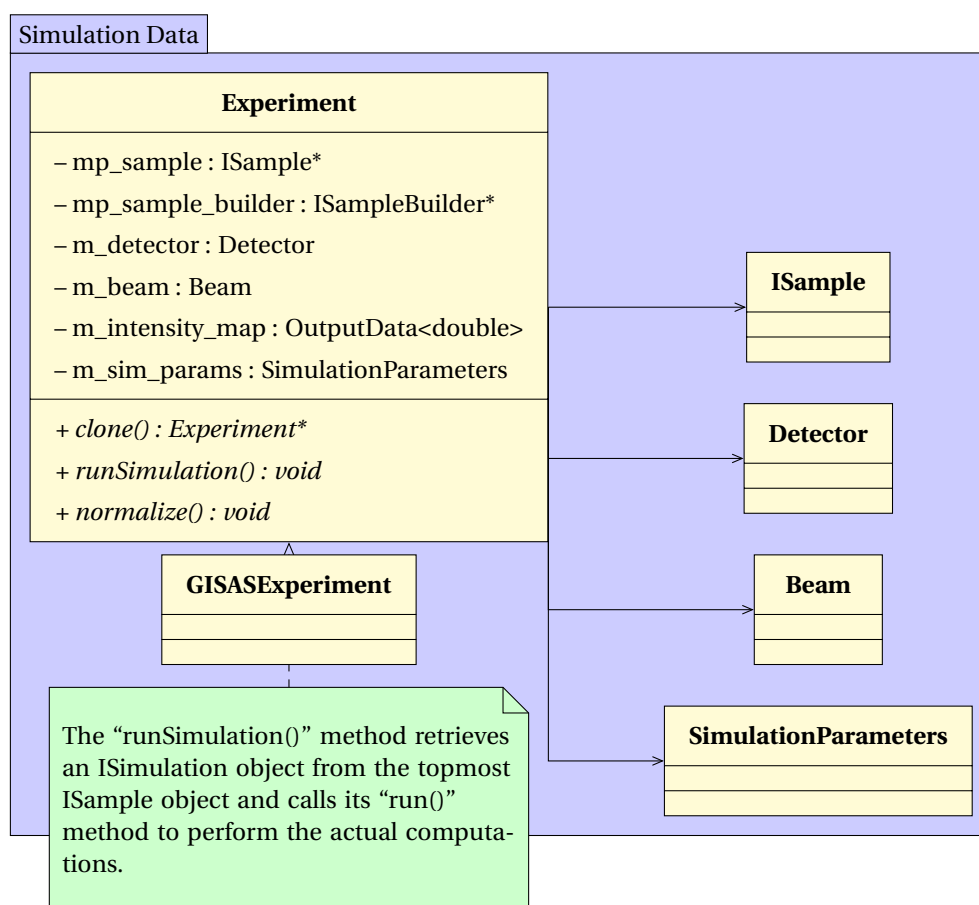 Simulation Data
Experiment
– mp_sample : ISample*
– mp_sample_builder : ISampleBuilder*
– m_detector : Detector
– m_beam : Beam
– m_intensity_map : OutputData<double>
– m_sim_params : SimulationParameters
+ clone() : Experiment*
+ runSimulation() : void
+ normalize() : void
GISASExperiment
The “runSimulation()” method retrieves
an ISimulation object from the topmost
ISample object and calls its “run()”
method to perform the actual computa-
tions.
ISample
Detector
Beam
SimulationParameters